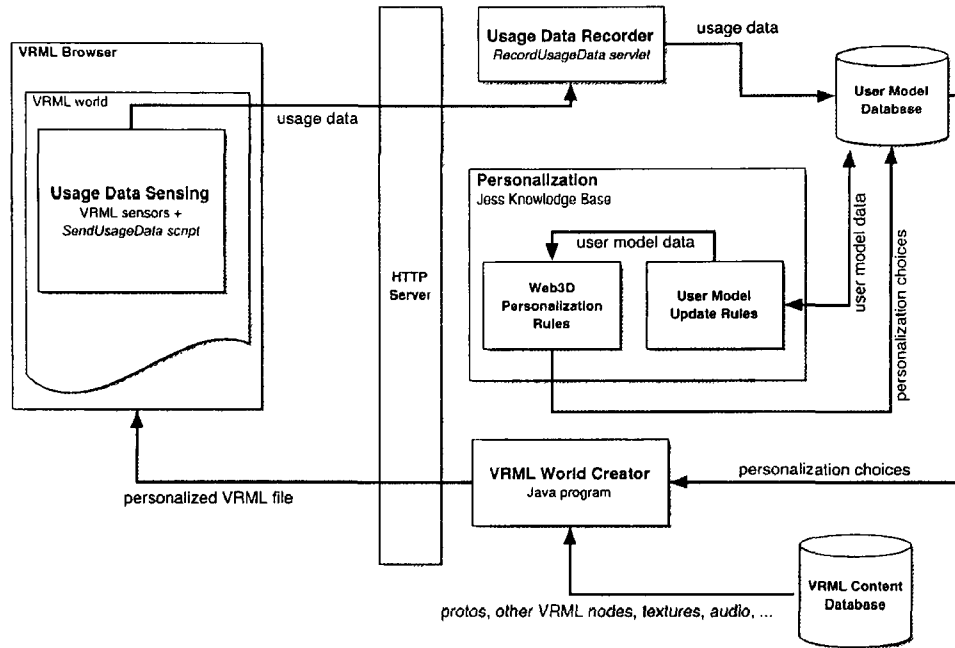 VRML Browser
VRML world
Usage Data Sensing
VRML sensors +
SendUsageData script
usage data
HTTP
Server
Usage Data Recorder
RecordUsageData servlet
usage data
User Model
Database
Personalization
Jess Knowledge Base
user model data
Web3D
Personalization
Rules
User Model
Update Rules
user model data
personalization choices
VRML World Creator
Java program
personalization choices
personalized VRML file
protos, other VRML nodes, textures, audio, ...
VRML Content
Database